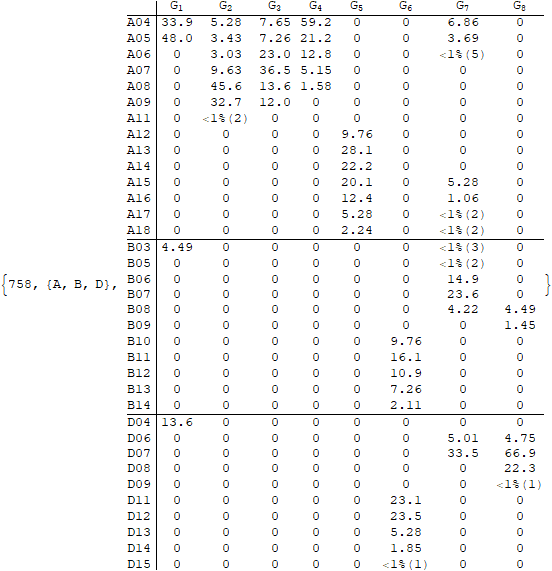 G1 G2 G3 G4 G5 G6 G7 G8
A04 33.9 5.28 7.65 59.2 0 0 6.86 0
A05 48.0 3.43 7.26 21.2 0 0 3.69 0
A06 0 3.03 23.0 12.8 0 0 <1%(5) 0
A07 0 9.63 36.5 5.15 0 0 0 0
A08 0 45.6 13.6 1.58 0 0 0 0
A09 0 32.7 12.0 0 0 0 0 0
A11 0 <1%(2) 0 0 0 0 0 0
A12 0 0 0 0 9.76 0 0 0
A13 0 0 0 0 28.1 0 0 0
A14 0 0 0 0 22.2 0 0 0
A15 0 0 0 0 20.1 0 5.28 0
A16 0 0 0 0 12.4 0 1.06 0
A17 0 0 0 0 5.28 0 <1%(2) 0
A18 0 0 0 0 2.24 0 <1%(2) 0
B03 4.49 0 0 0 0 0 <1%(3) 0
B05 0 0 0 0 0 0 <1%(2) 0
{758, {A, B, D}, B06 0 0 0 0 0 0 14.9 0 }
B07 0 0 0 0 0 0 23.6 0
B08 0 0 0 0 0 0 4.22 4.49
B09 0 0 0 0 0 0 0 1.45
B10 0 0 0 0 0 9.76 0 0
B11 0 0 0 0 0 16.1 0 0
B12 0 0 0 0 0 10.9 0 0
B13 0 0 0 0 0 7.26 0 0
B14 0 0 0 0 0 2.11 0 0
D04 13.6 0 0 0 0 0 0 0
D06 0 0 0 0 0 0 5.01 4.75
D07 0 0 0 0 0 0 33.5 66.9
D08 0 0 0 0 0 0 0 22.3
D09 0 0 0 0 0 0 0 <1%(1)
D11 0 0 0 0 0 23.1 0 0
D12 0 0 0 0 0 23.5 0 0
D13 0 0 0 0 0 5.28 0 0
D14 0 0 0 0 0 1.85 0 0
D15 0 0 0 0 0 <1%(1) 0 0